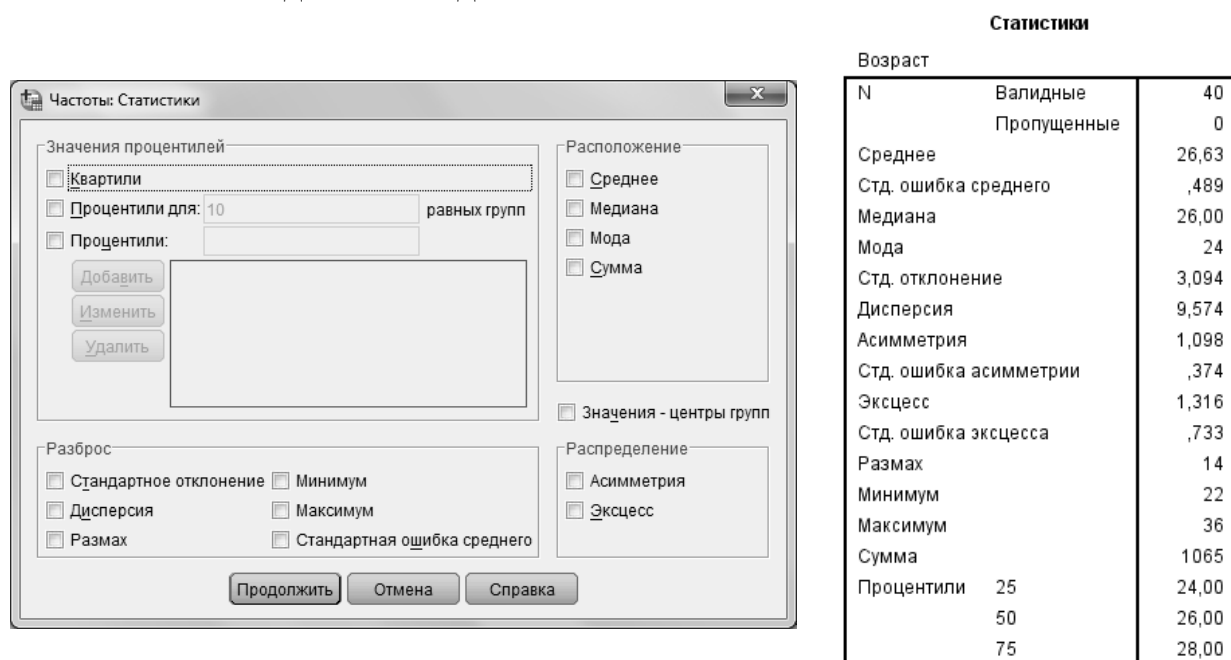 Частоты: Статистики
Значения процентилей
Квартили
Процентили для: 10 равных групп
Процентили:
Добавить
Изменить
Удалить
Расположение
Среднее
Медиана
Мода
Сумма
Значения - центры групп
Разброс
Стандартное отклонение Минимум
Дисперсия Максимум
Размах Стандартная ошибка среднего
Распределение
Асимметрия
Эксцесс
Продолжить Отмена Справка
Статистики
Возраст
N Валидные 40
Пропущенные 0
Среднее 26,63
Стд. ошибка среднего ,489
Медиана 26,00
Мода 24
Стд. отклонение 3,094
Дисперсия 9,574
Асимметрия 1,098
Стд. ошибка асимметрии ,374
Эксцесс 1,316
Стд. ошибка эксцесса ,733
Размах 14
Минимум 22
Максимум 36
Сумма 1065
Процентили 25 24,00
50 26,00
75 28,00